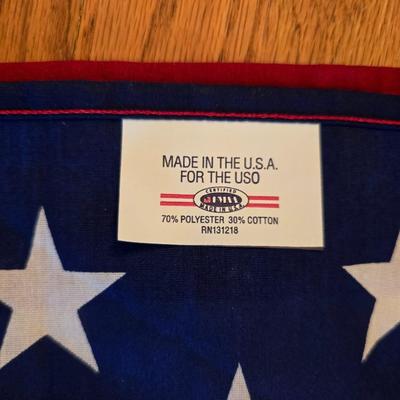 MADE IN THE U.S.A.
FOR THE USO
CERTIFIED
FMAA
MADE IN U.S.A.
70% POLYESTER 30% COTTON
RN131218